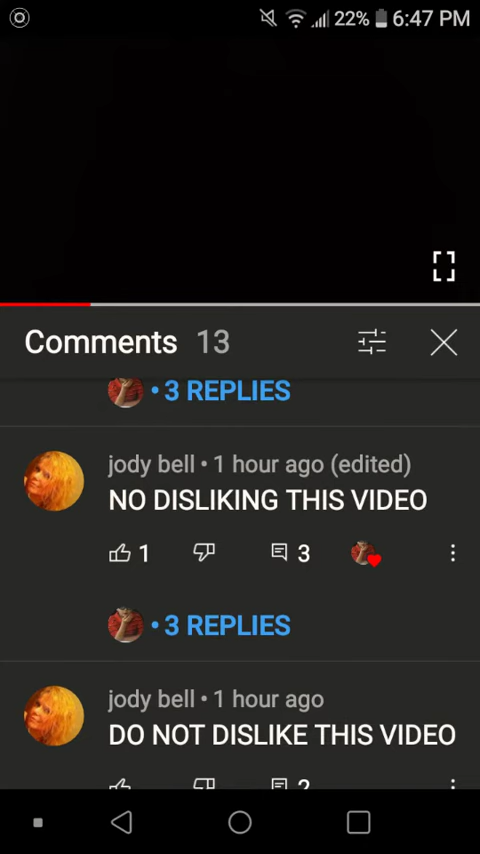 22% 6:47 PM
Comments 13
• 3 REPLIES
jody bell • 1 hour ago (edited)
NO DISLIKING THIS VIDEO
1 3
• 3 REPLIES
jody bell • 1 hour ago
DO NOT DISLIKE THIS VIDEO
2